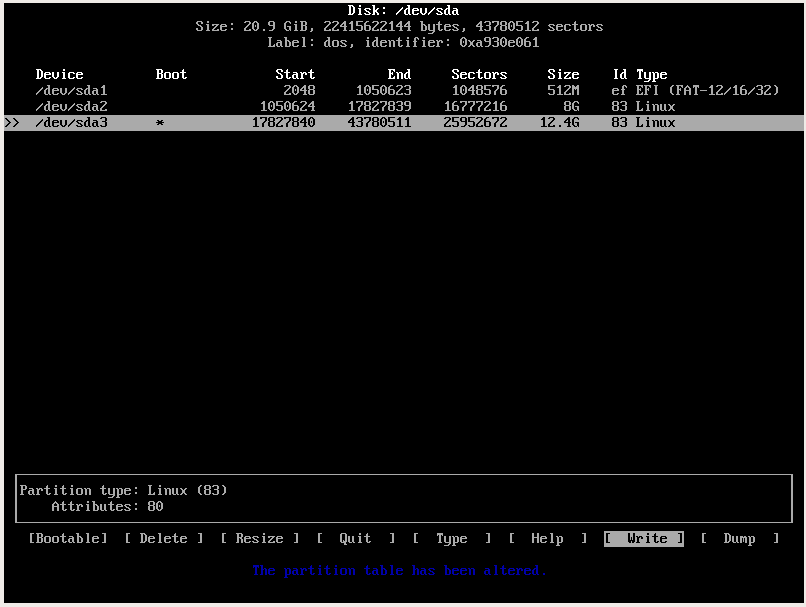 Disk: /dev/sda
Size: 20.9 GiB, 22415622144 bytes, 43780512 sectors
Label: dos, identifier: 0xa930e061
Device Boot Start End Sectors Size Id Type
/dev/sda1 2048 1050623 1048576 512M ef EFI (FAT-12/16/32)
/dev/sda2 1050624 17827839 16777216 8G 83 Linux
>> /dev/sda3 * 17827840 43780511 25952672 12.4G 83 Linux
Partition type: Linux (83)
Attributes: 80
[Bootable] [ Delete ] [ Resize ] [ Quit ] [ Type ] [ Help ] [ Write ] [ Dump ]
The partition table has been altered.